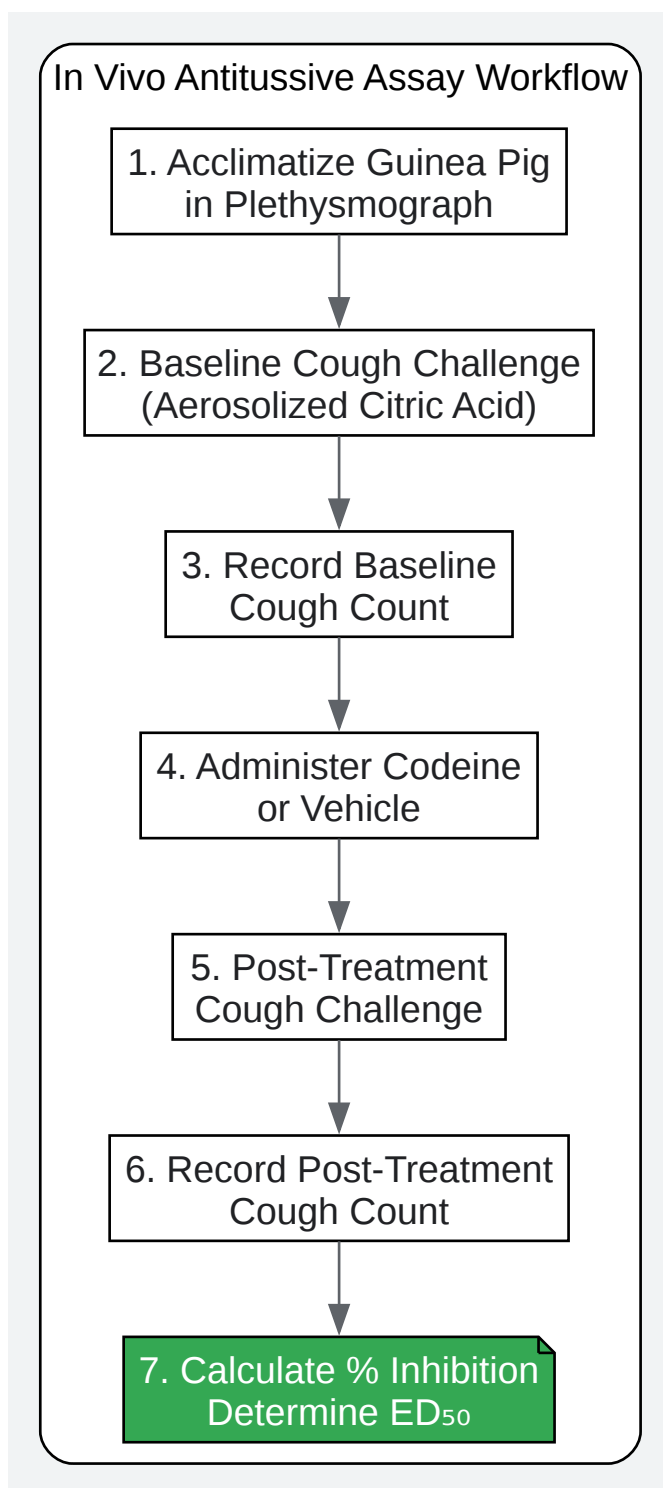 In Vivo Antitussive Assay Workflow
1. Acclimatize Guinea Pig
in Plethysmograph
2. Baseline Cough Challenge
(Aerosolized Citric Acid)
3. Record Baseline
Cough Count
4. Administer Codeine
or Vehicle
5. Post-Treatment
Cough Challenge
6. Record Post-Treatment
Cough Count
7. Calculate % Inhibition
Determine ED₅₀